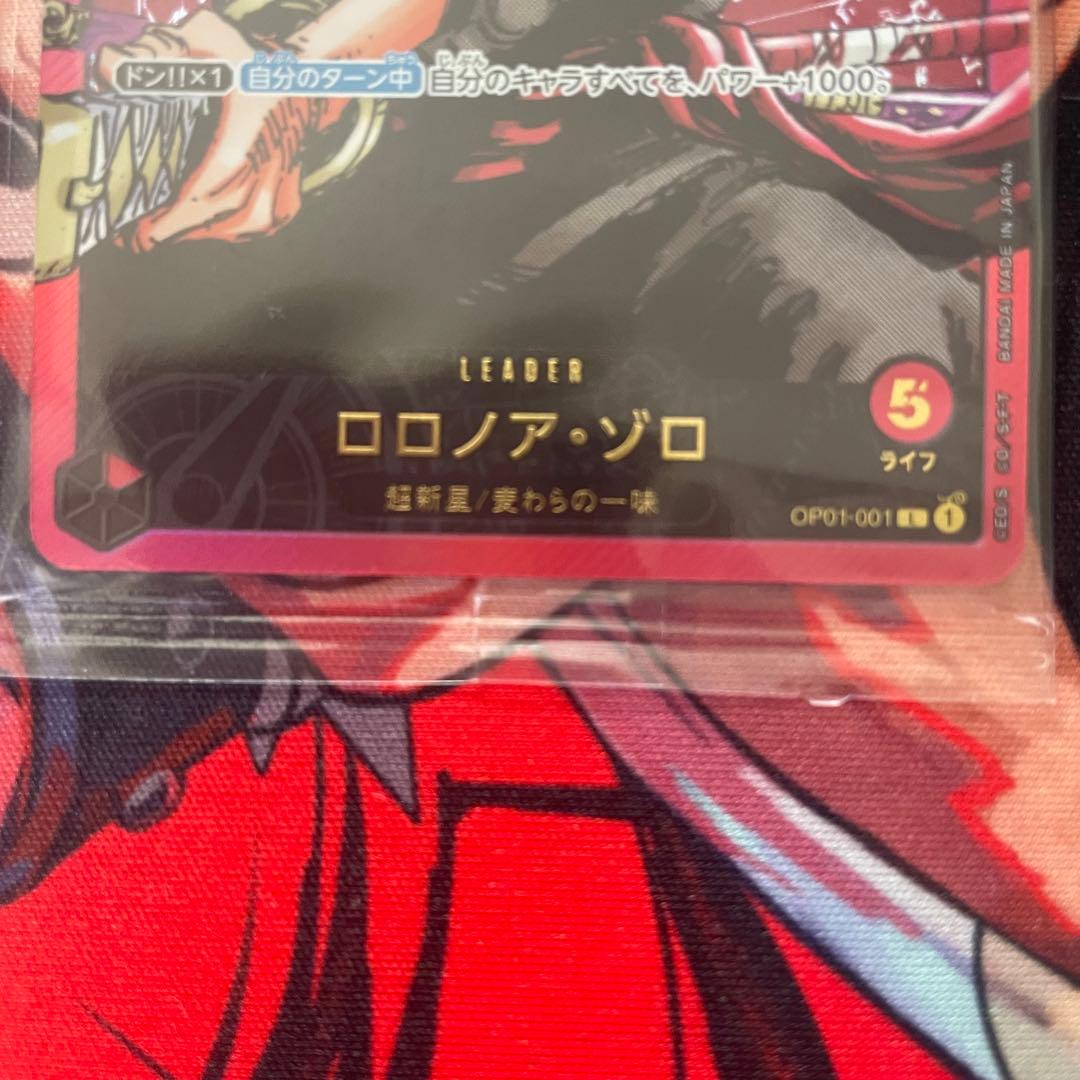 ドン!!×1 自分のターン中 自分のキャラすべてを、パワー+1000。
LEADER
ロロノア・ゾロ
超新星/麦わらの一味
5
ライフ
OP01-001 L 1
BANDAI MADE IN JAPAN